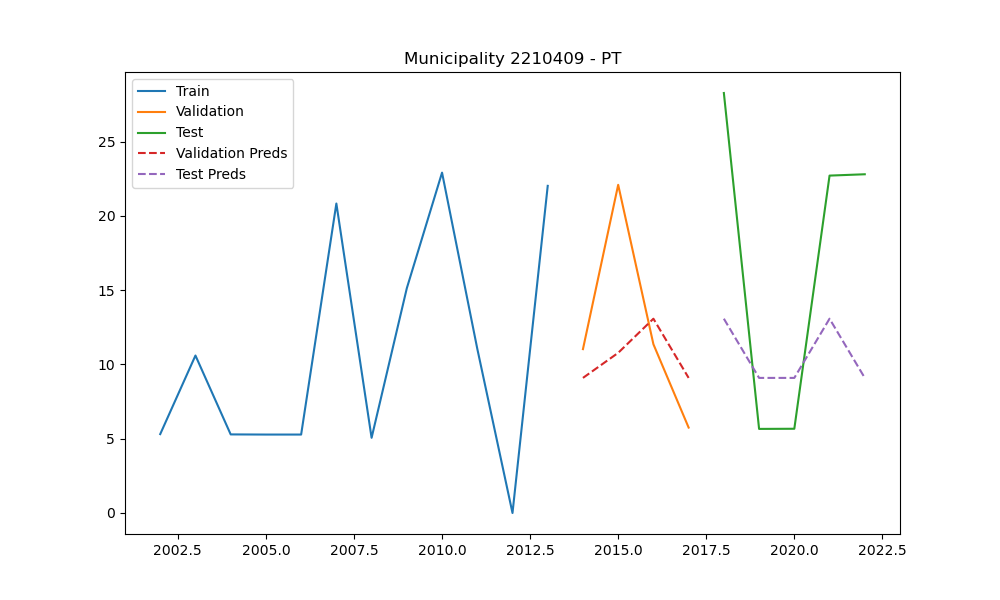 Municipality 2210409 - PT
Train
Validation
Test
Validation Preds
Test Preds
25
20
15
10
5
0
2002.5 2005.0 2007.5 2010.0 2012.5 2015.0 2017.5 2020.0 2022.5